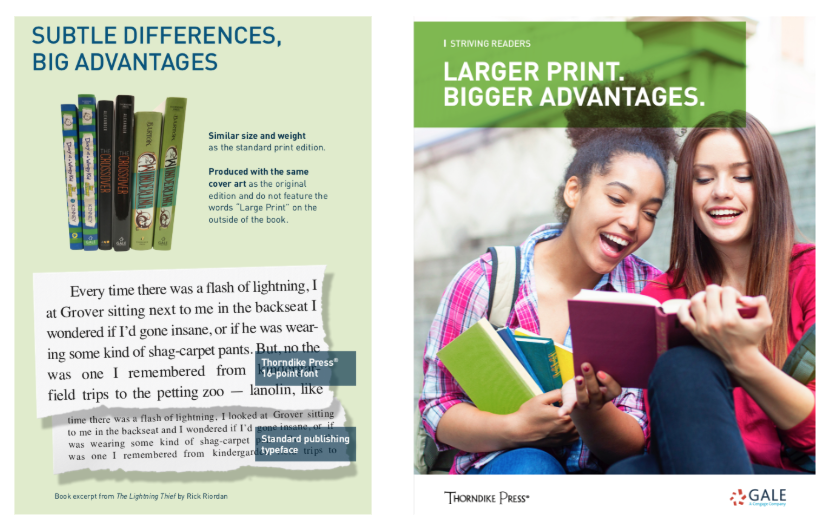 SUBTLE DIFFERENCES,
BIG ADVANTAGES
Similar size and weight
as the standard print edition.
Produced with the same
cover art as the original
edition and do not feature the
words “Large Print” on the
outside of the book.
THE CROSSOVER
THE CROSSOVER
GALE
GALE
GALE
Every time there was a flash of lightning, I
at Grover sitting next to me in the backseat I
wondered if I’d gone insane, or if he was wear-
ing some kind of shag-carpet pants. But, no the
was one I remembered from
field trips to the petting zoo — lanolin, like
Thorndike Press®
16-point font
time there was a flash of lightning, I looked at Grover sitting
to me in the backseat and I wondered if I’d gone insane, or if
was wearing some kind of shag-carpet
was one I remembered from trips to
Standard publishing
typeface
Book excerpt from The Lightning Thief by Rick Riordan
STRIVING READERS
LARGER PRINT.
BIGGER ADVANTAGES.
THORNDIKE PRESS®
GALE
A Cengage Company